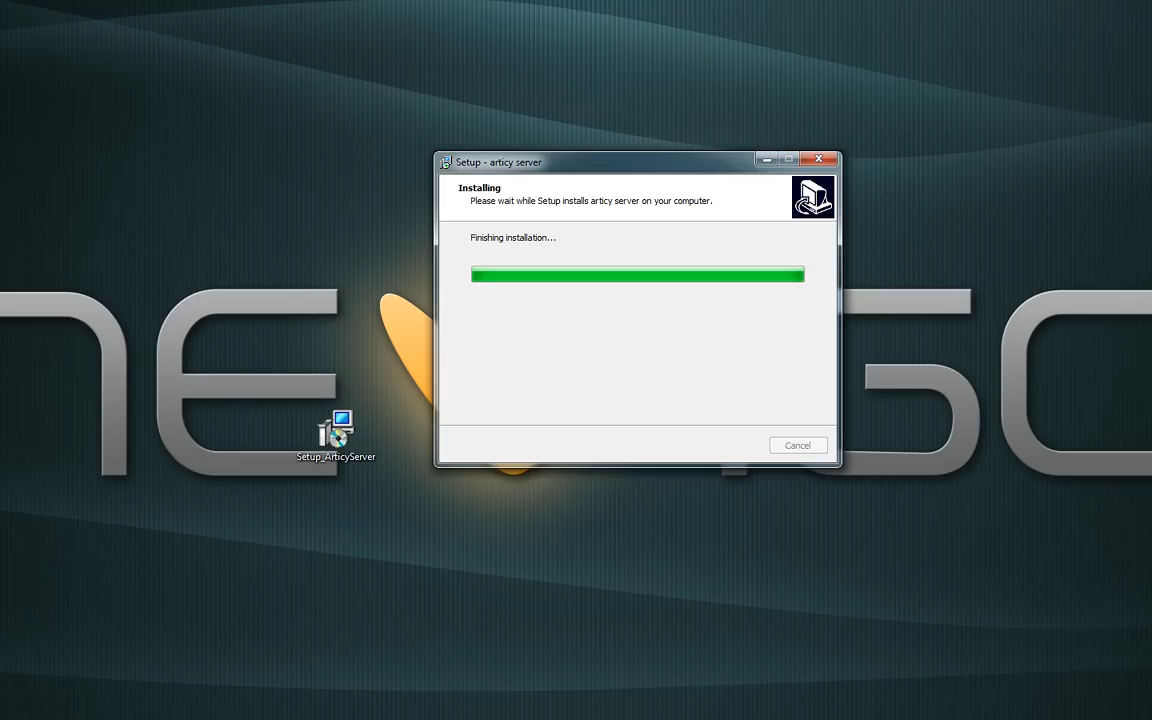 Setup - articy server
Installing
Please wait while Setup installs articy server on your computer.
Finishing installation...
Cancel
Setup_ArticyServer